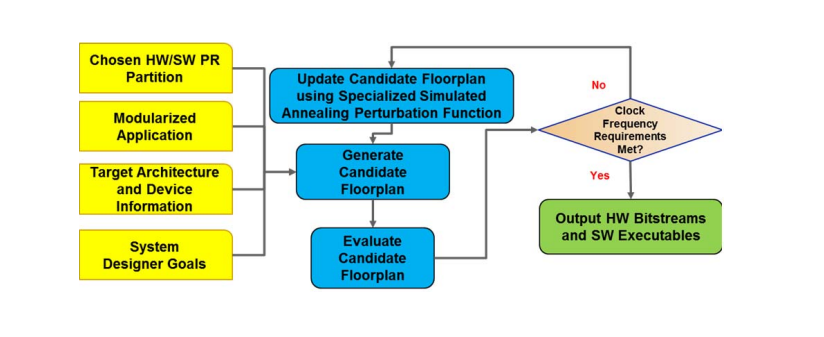 Chosen HW/SW PR
Partition
Modularized
Application
Target Architecture
and Device
Information
System
Designer Goals
Update Candidate Floorplan
using Specialized Simulated
Annealing Perturbation Function
Generate
Candidate
Floorplan
Evaluate
Candidate
Floorplan
No
Clock
Frequency
Requirements
Met?
Yes
Output HW Bitstreams
and SW Executables